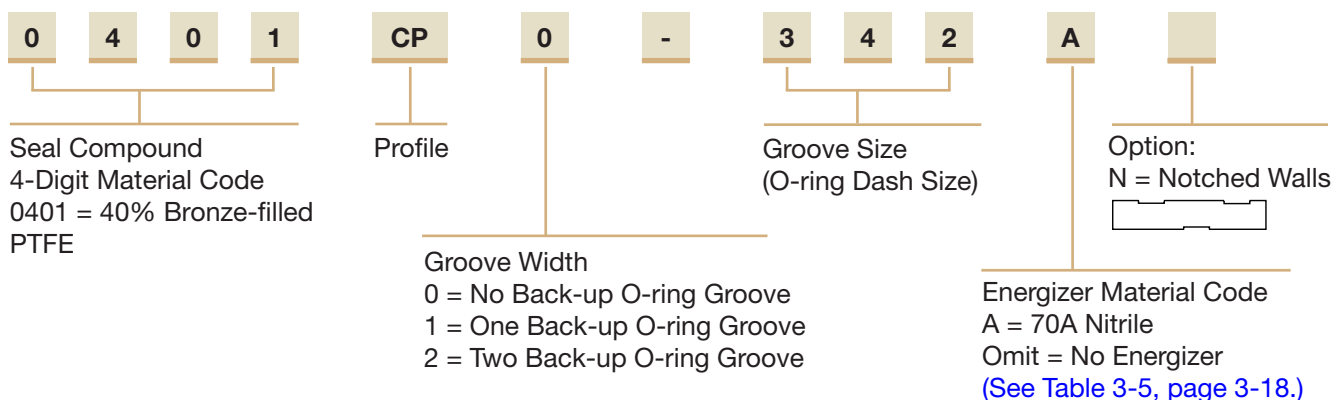 0 4 0 1 CP 0 - 3 4 2 A
Seal Compound
4-Digit Material Code
0401 = 40% Bronze-filled
PTFE
Profile
Groove Width
0 = No Back-up O-ring Groove
1 = One Back-up O-ring Groove
2 = Two Back-up O-ring Groove
Groove Size
(O-ring Dash Size)
Energizer Material Code
A = 70A Nitrile
Omit = No Energizer
(See Table 3-5, page 3-18.)
Option:
N = Notched Walls